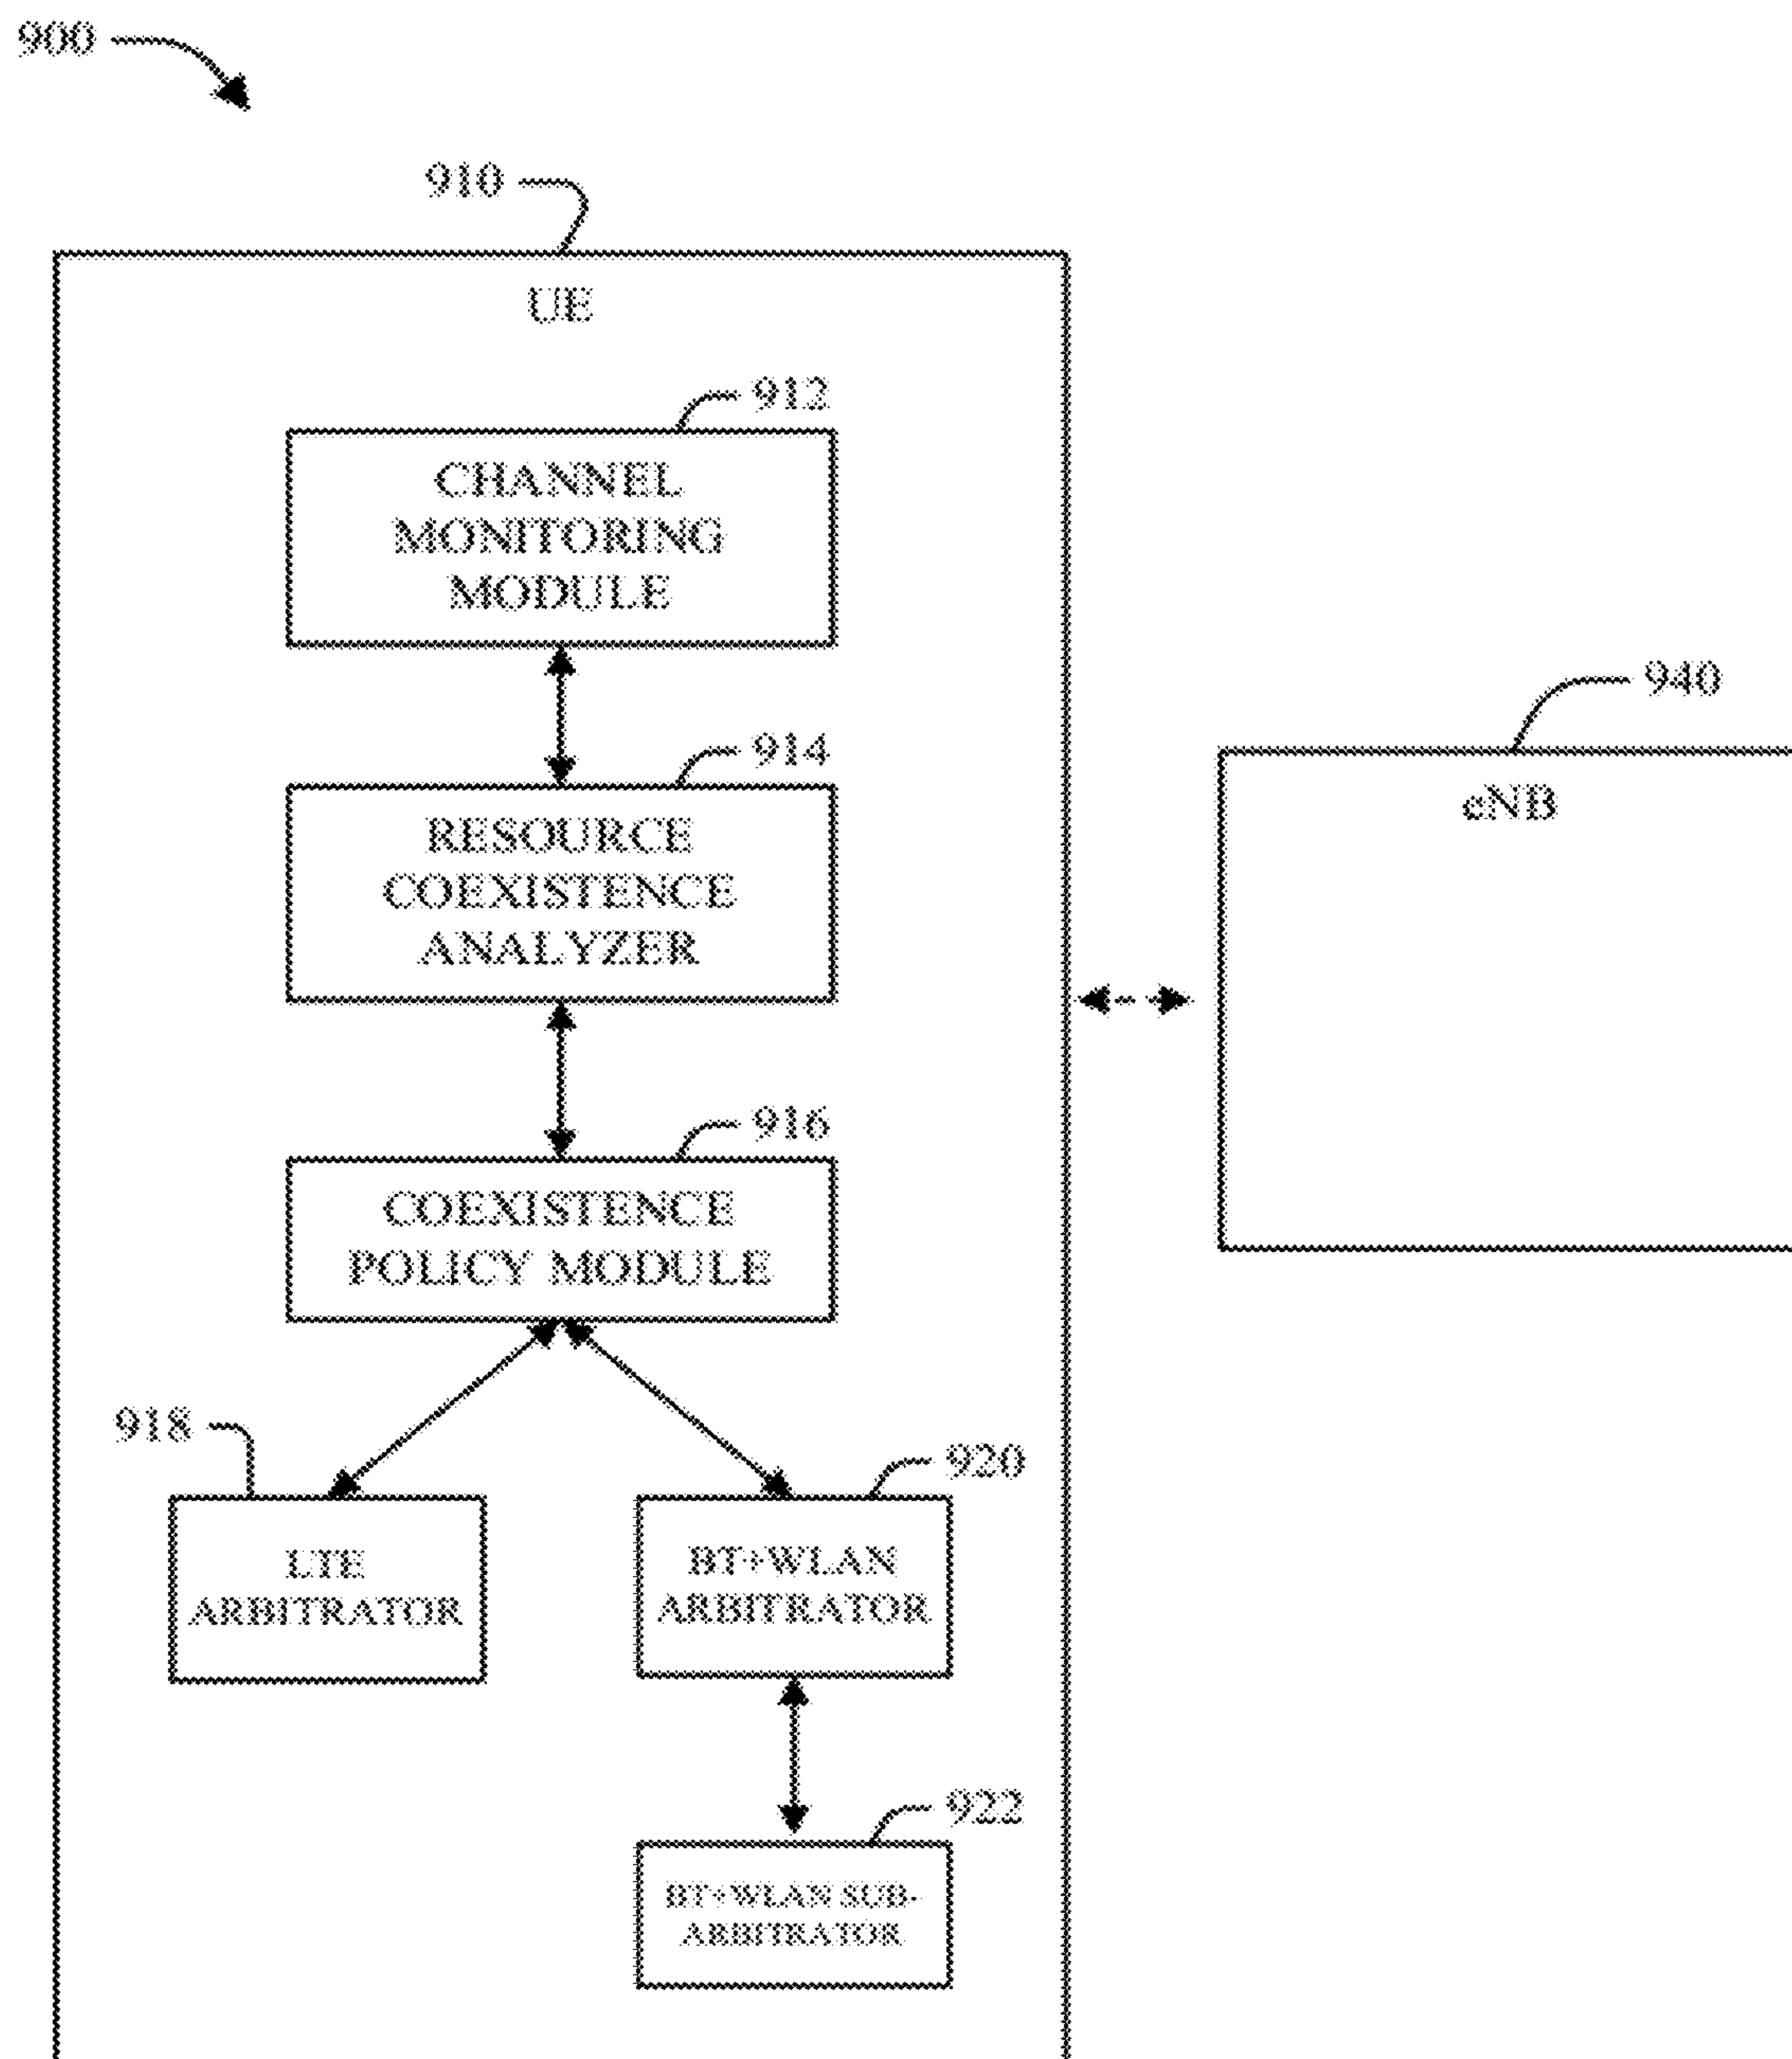 900
910
UE
912
CHANNEL
MONITORING
MODULE
914
RESOURCE
COEXISTENCE
ANALYZER
940
eNB
916
COEXISTENCE
POLICY MODULE
918
LTE
ARBITRATOR
920
BT+WLAN
ARBITRATOR
922
BT+WLAN SUB-
ARBITRATOR